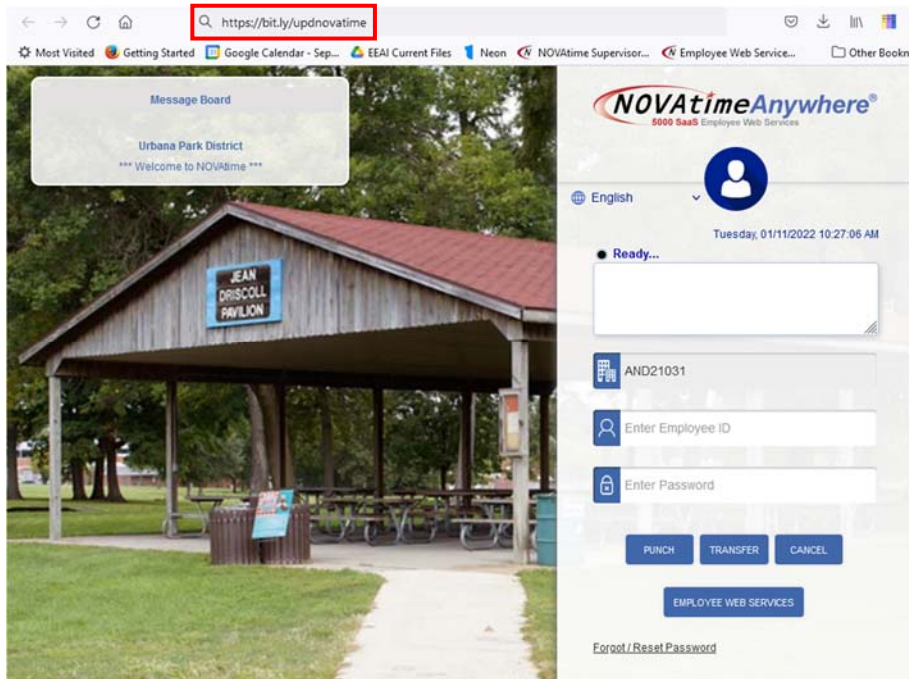 https://bit.ly/updnovatime
Most Visited Getting Started Google Calendar - Sep... EEAI Current Files Neon NOVAtime Supervisor... Employee Web Service... Other Bookn
Message Board
Urbana Park District
*** Welcome to NOVAtime ***
JEAN
DRISCOLL
PAVILION
NOVAtimeAnywhere®
5000 SaaS Employee Web Services
English
Tuesday, 01/11/2022 10:27:06 AM
Ready...
AND21031
Enter Employee ID
Enter Password
PUNCH TRANSFER CANCEL
EMPLOYEE WEB SERVICES
Forgot / Reset Password